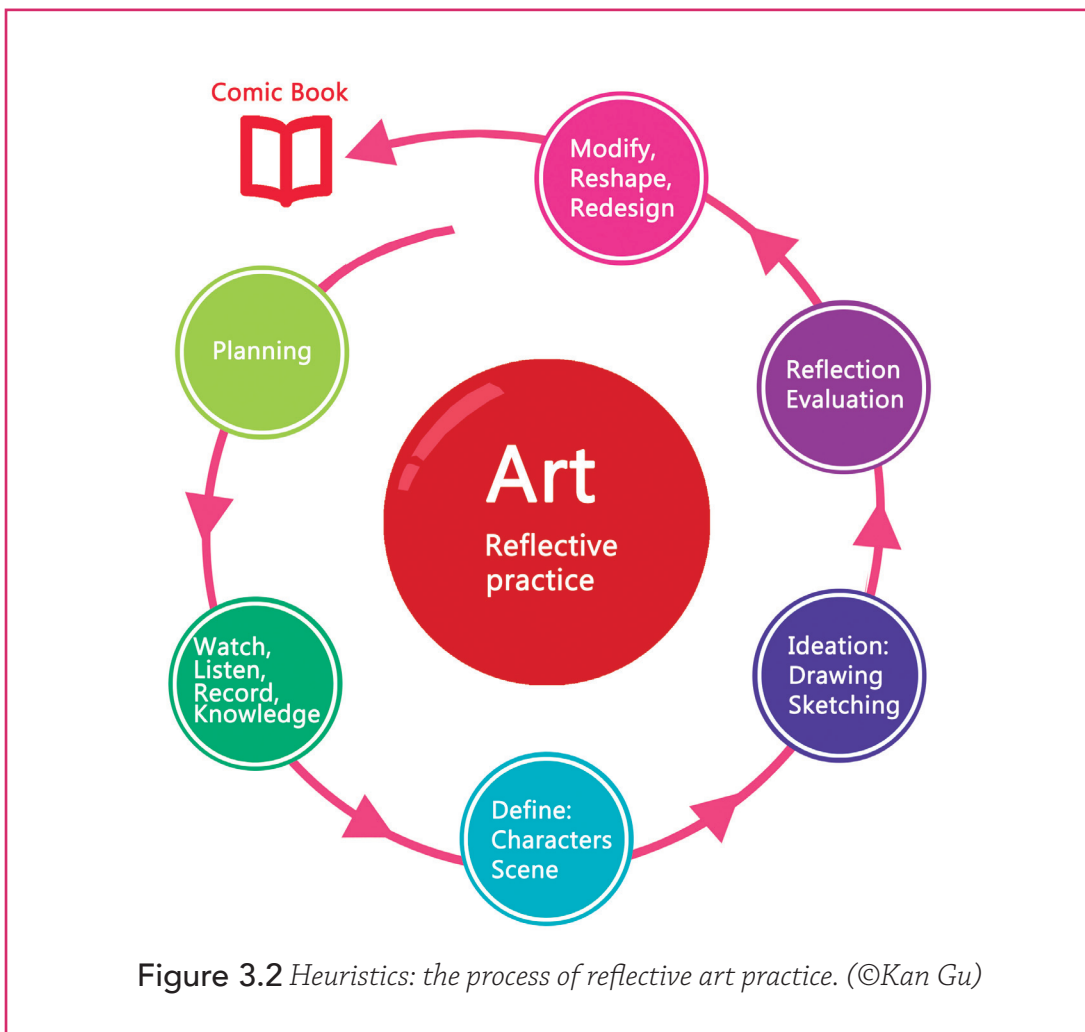 Comic Book
Modify,
Reshape,
Redesign
Planning
Reflection
Evaluation
Art
Reflective
practice
Watch,
Listen,
Record,
Knowledge
Ideation:
Drawing
Sketching
Define:
Characters
Scene
Figure 3.2 Heuristics: the process of reflective art practice. (©Kan Gu)